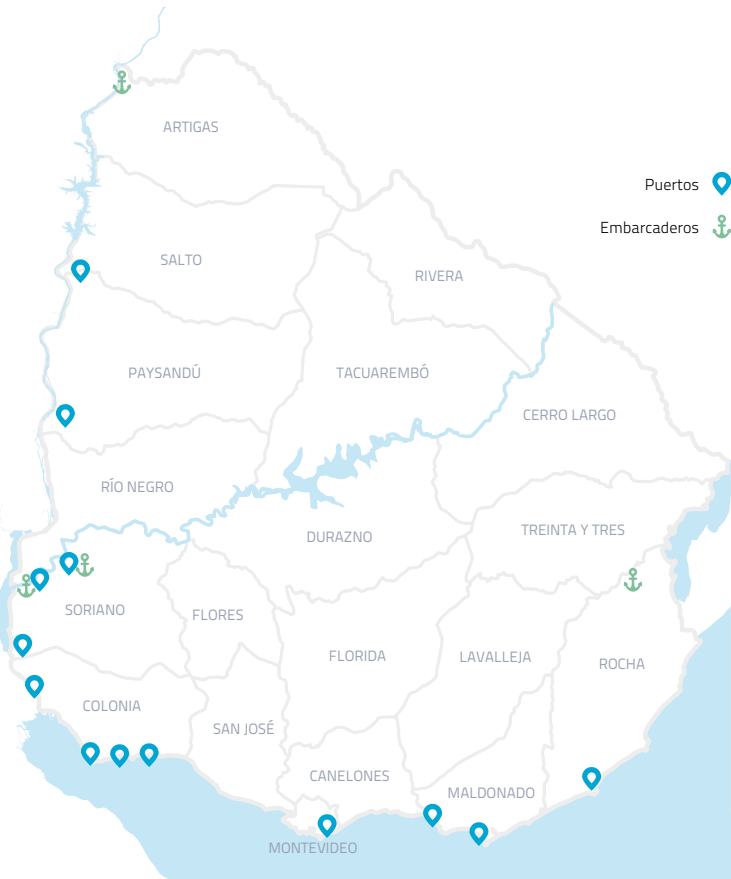 ARTIGAS
Puertos
Embarcaderos
SALTO
RIVERA
PAYSANDÚ
TACUAREMBÓ
CERRO LARGO
RÍO NEGRO
DURAZNO
TREINTA Y TRES
SORIANO
FLORES
FLORIDA
LAVALLEJA
ROCHA
COLONIA
SAN JOSÉ
CANELONES
MALDONADO
MONTEVIDEO